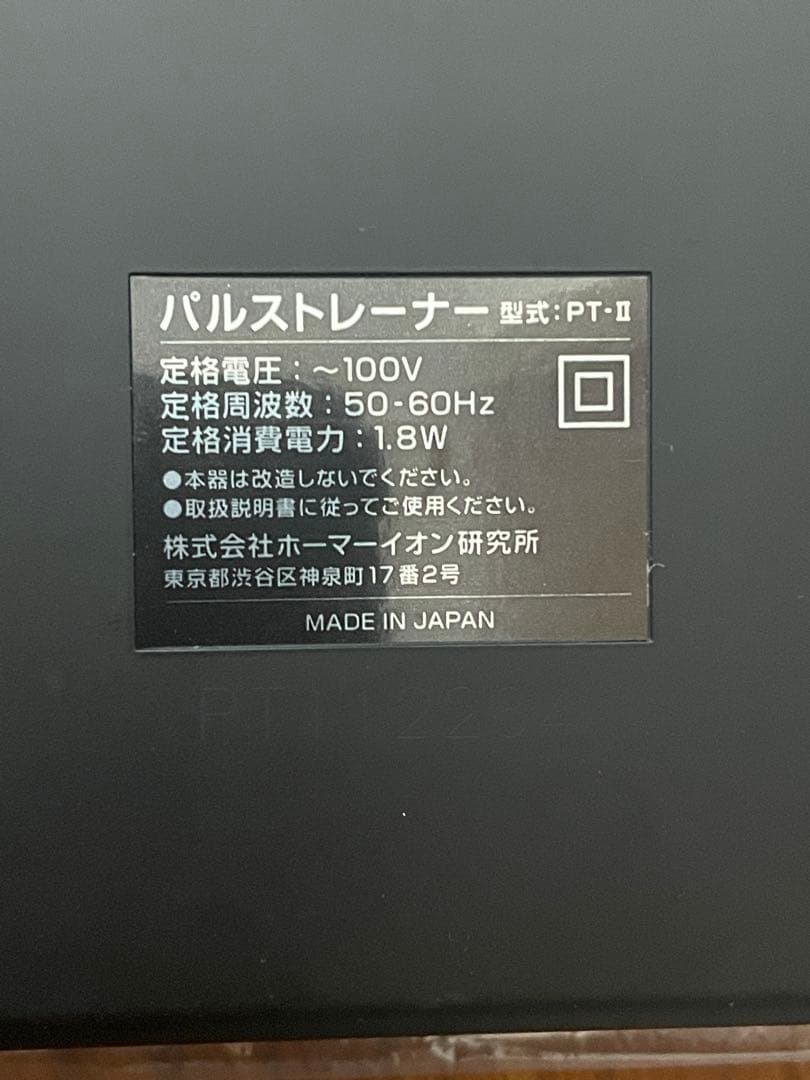 パルストレーナー 型式:PT-II
定格電圧:~100V
定格周波数:50-60Hz
定格消費電力:1.8W
●本器は改造しないでください。
●取扱説明書に従ってご使用ください。
株式会社ホーマーイオン研究所
東京都渋谷区神泉町17番2号
MADE IN JAPAN